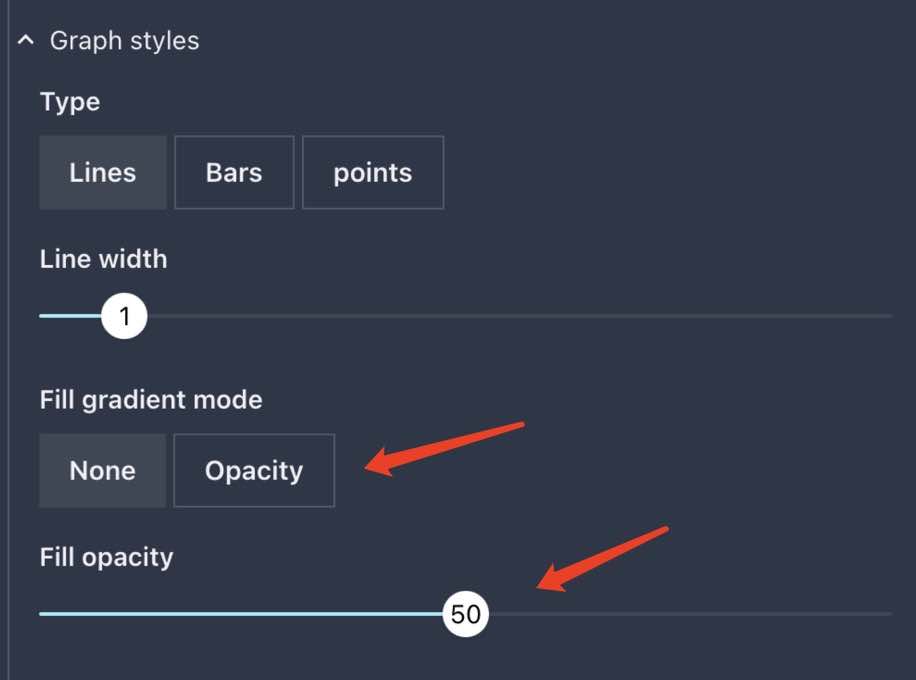 Graph styles
Type
Lines Bars points
Line width
1
Fill gradient mode
None Opacity
Fill opacity
50